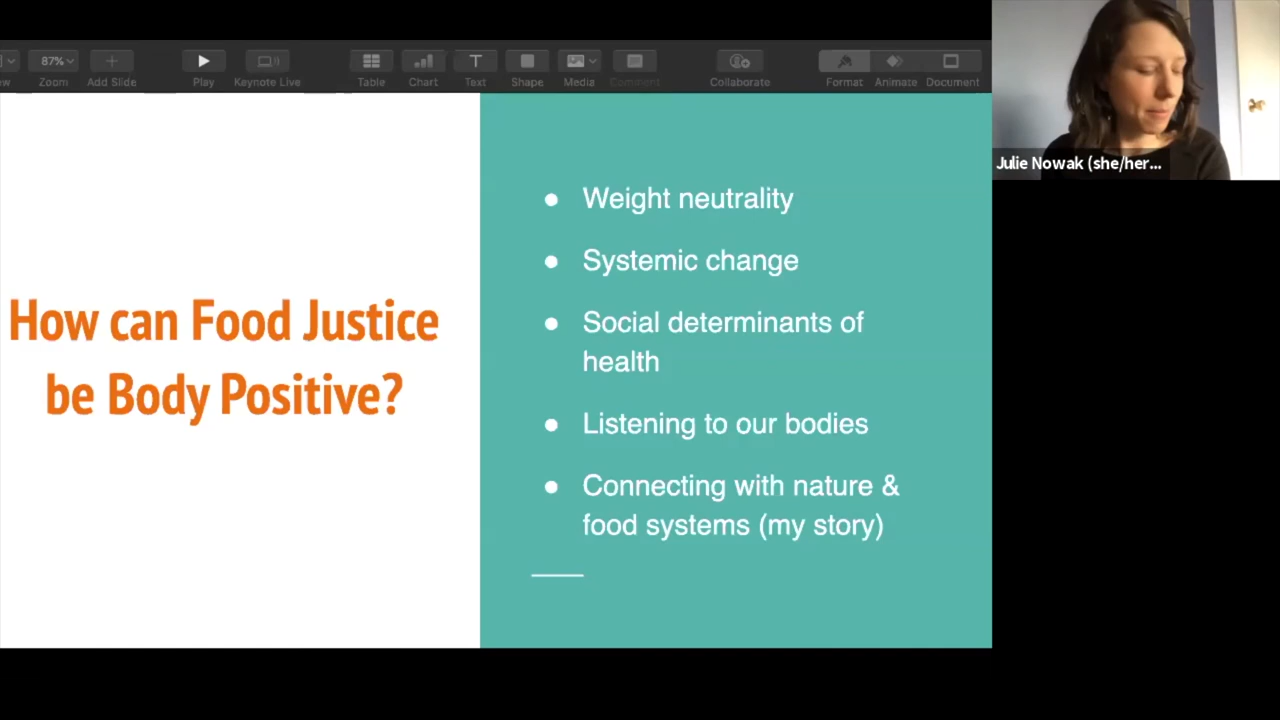 87%
Zoom
Add Slide
Play
Keynote Live
Table
Chart
T
Text
Shape
Media
Comment
Collaborate
Format
Animate
Document
Julie Nowak (she/her...
How can Food Justice
be Body Positive?
● Weight neutrality
● Systemic change
● Social determinants of
health
● Listening to our bodies
● Connecting with nature &
food systems (my story)